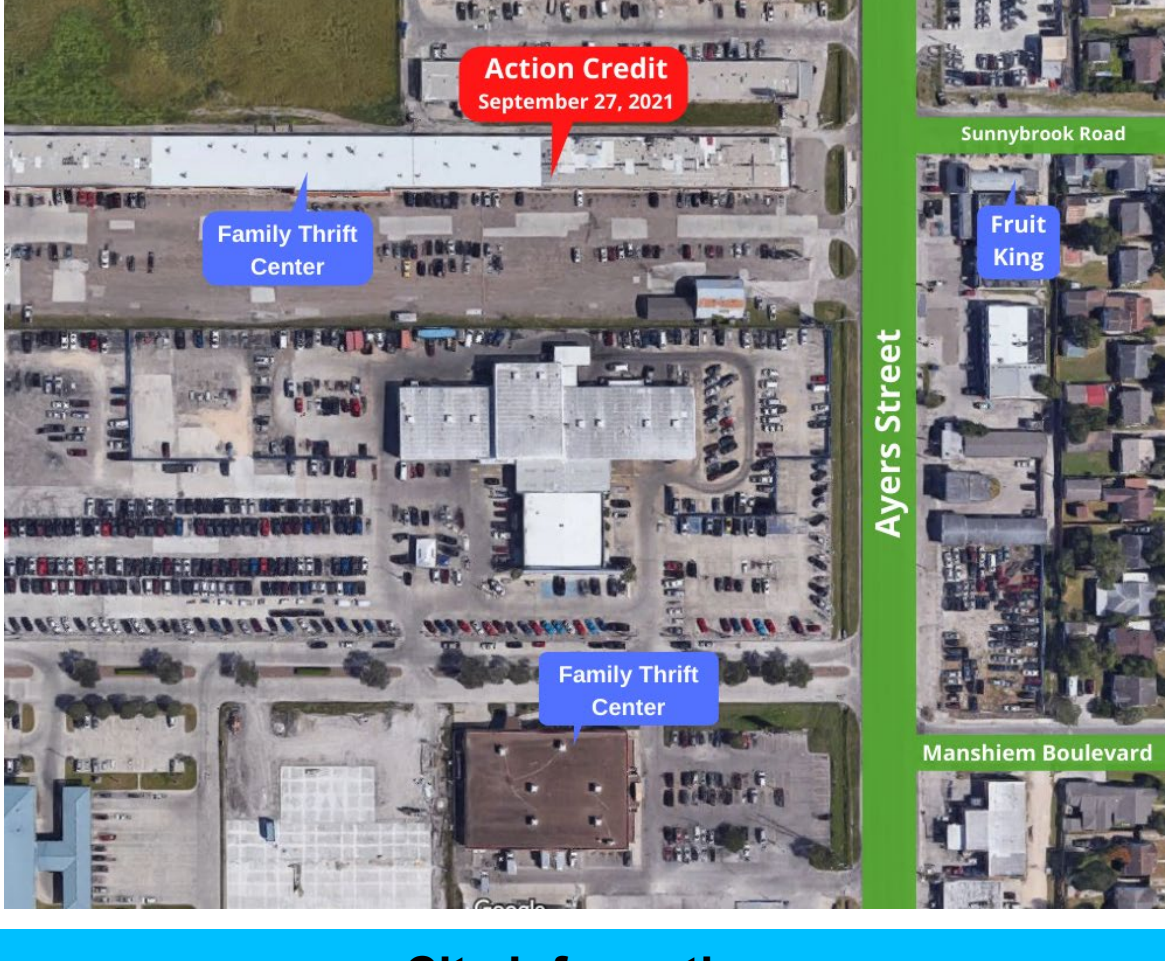 Action Credit
September 27, 2021
Sunnybrook Road
Family Thrift
Center
Fruit
King
Ayers Street
Family Thrift
Center
Manshiem Boulevard
Google